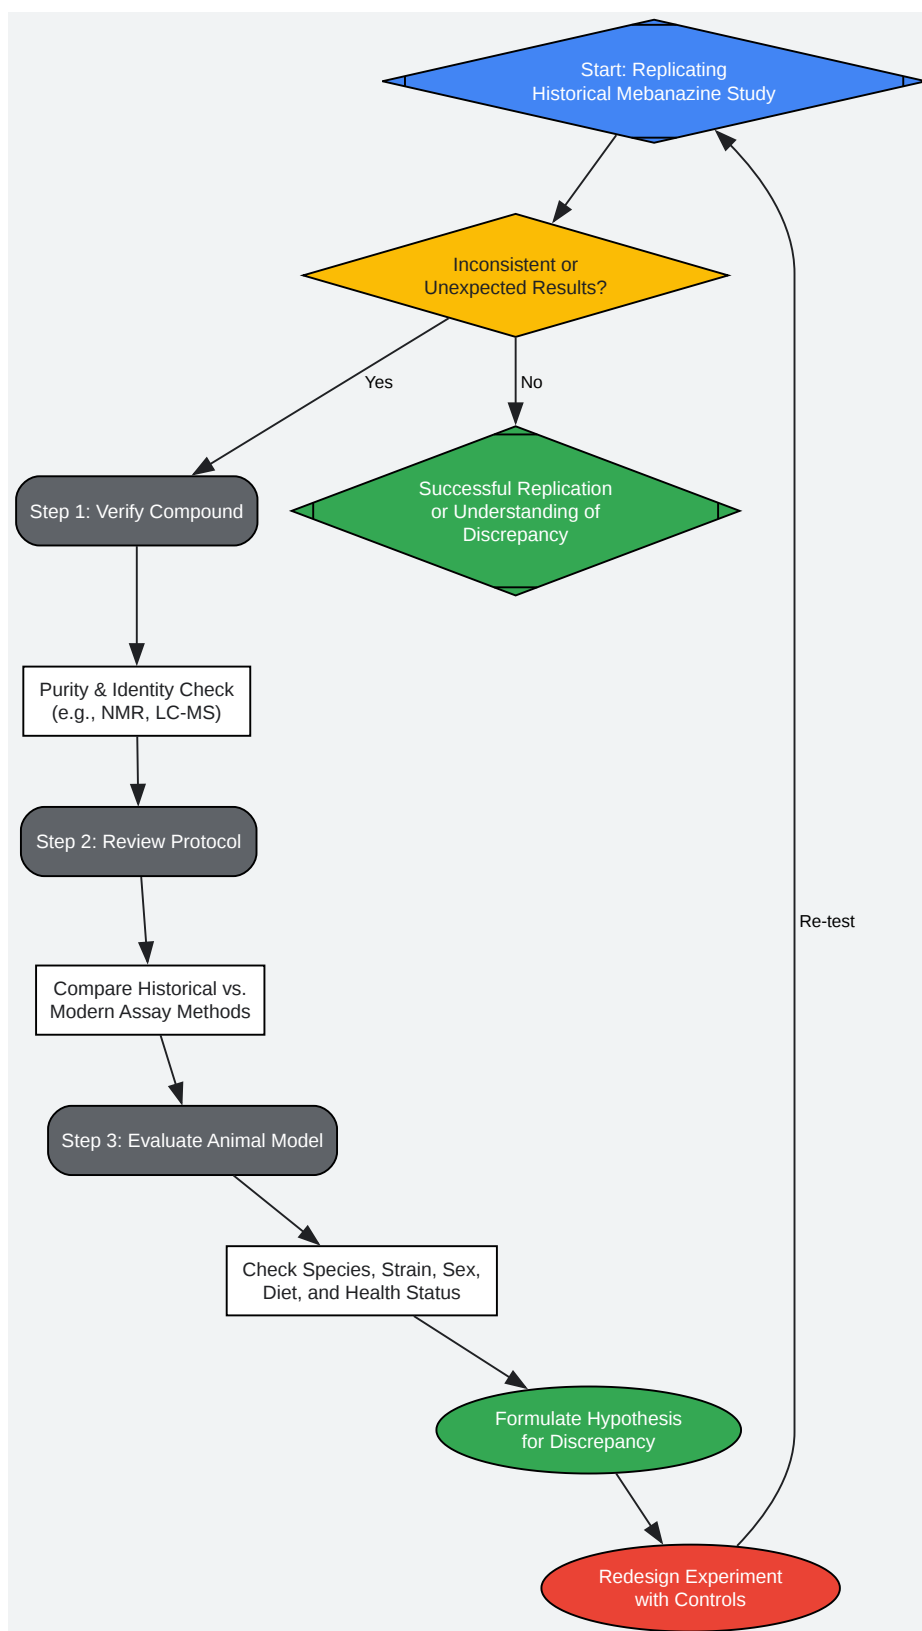 Start: Replicating
Historical Mebanazine Study
Inconsistent or
Unexpected Results?
Yes
No
Successful Replication
or Understanding of
Discrepancy
Step 1: Verify Compound
Purity & Identity Check
(e.g., NMR, LC-MS)
Step 2: Review Protocol
Re-test
Compare Historical vs.
Modern Assay Methods
Step 3: Evaluate Animal Model
Check Species, Strain, Sex,
Diet, and Health Status
Formulate Hypothesis
for Discrepancy
Redesign Experiment
with Controls